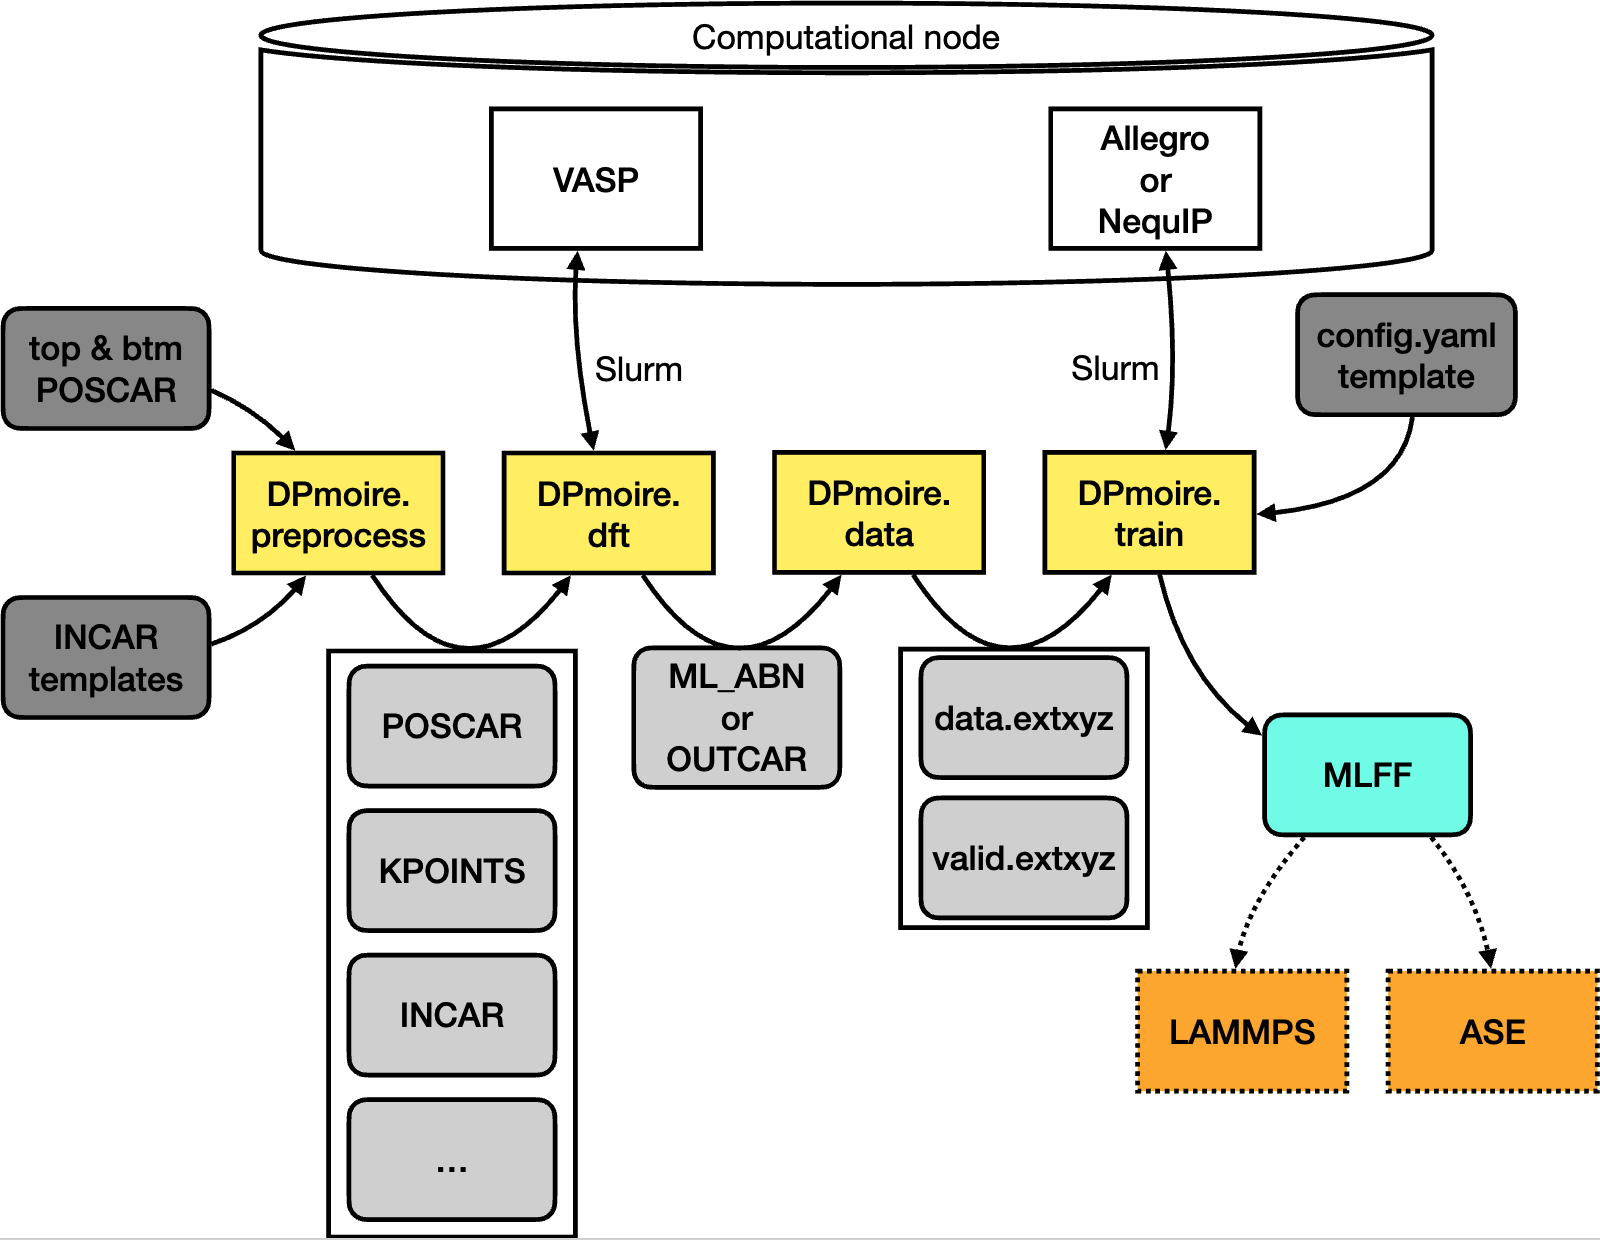 Computational node
VASP
Allegro
or
NequIP
Slurm
Slurm
top & btm
POSCAR
config.yaml
template
DPmoire.
preprocess
DPmoire.
dft
DPmoire.
data
DPmoire.
train
INCAR
templates
POSCAR
KPOINTS
INCAR
...
ML_ABN
or
OUTCAR
data.extxyz
valid.extxyz
MLFF
LAMMPS
ASE